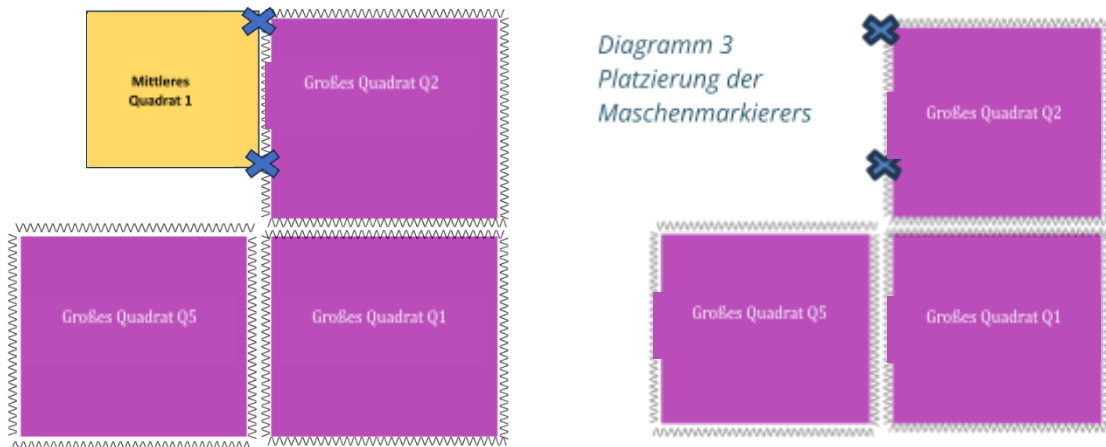 Mittleres
Quadrat 1
Großes Quadrat Q2
Großes Quadrat Q5
Großes Quadrat Q1
Diagramm 3
Platzierung der
Maschenmarkierers
Großes Quadrat Q2
Großes Quadrat Q5
Großes Quadrat Q1